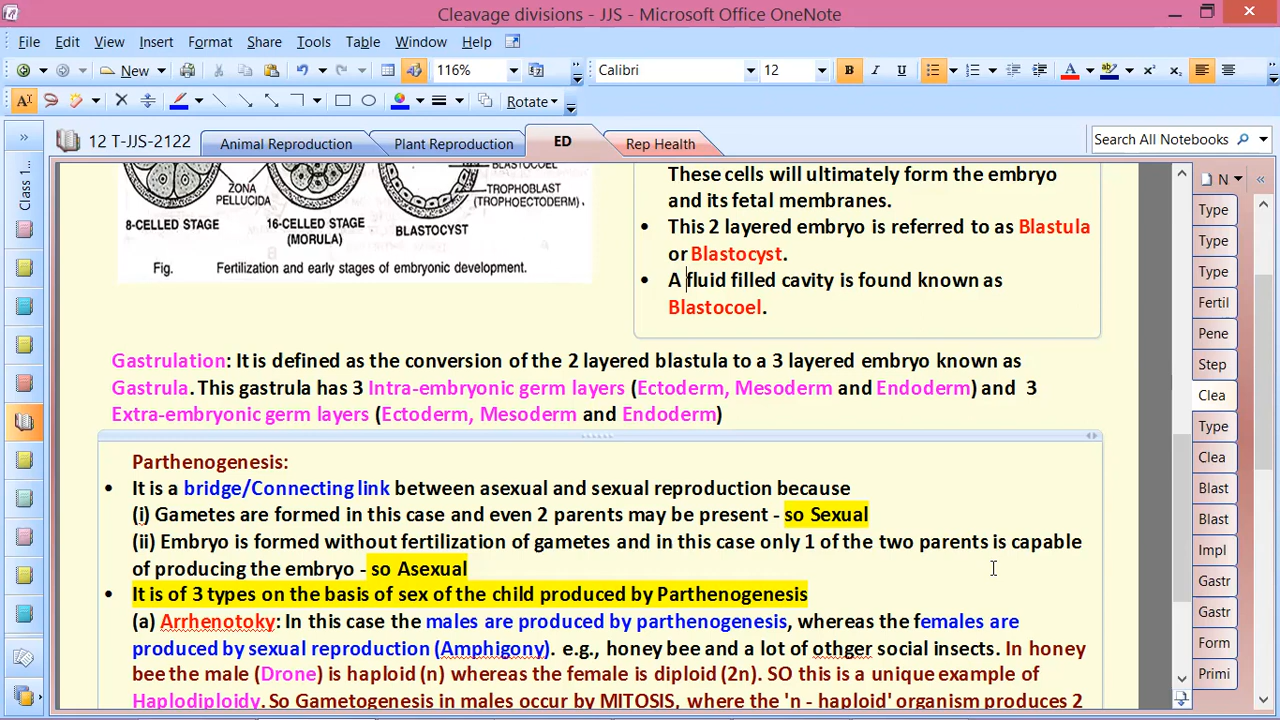 Cleavage divisions - JJS - Microsoft Office OneNote
File Edit View Insert Format Share Tools Table Window Help
New 116% Calibri 12 B I U
Rotate
12 T-JJS-2122 Animal Reproduction Plant Reproduction ED Rep Health Search All Notebooks
Class 1...
N
Type
Type
Type
Fertil
Pene
Step
Clea
Type
Clea
Blast
Blast
Impl
Gastr
Gastr
Form
Primi
ZONA
PELLUCIDA
TROPHOBLAST
(TROPHOECTODERM)
8-CELLED STAGE
16-CELLED STAGE
(MORULA)
BLASTOCYST
Fig. Fertilization and early stages of embryonic development.
These cells will ultimately form the embryo
and its fetal membranes.
• This 2 layered embryo is referred to as Blastula
or Blastocyst.
• A fluid filled cavity is found known as
Blastocoel.
Gastrulation: It is defined as the conversion of the 2 layered blastula to a 3 layered embryo known as
Gastrula. This gastrula has 3 Intra-embryonic germ layers (Ectoderm, Mesoderm and Endoderm) and 3
Extra-embryonic germ layers (Ectoderm, Mesoderm and Endoderm)
Parthenogenesis:
• It is a bridge/Connecting link between asexual and sexual reproduction because
(i) Gametes are formed in this case and even 2 parents may be present - so Sexual
(ii) Embryo is formed without fertilization of gametes and in this case only 1 of the two parents is capable
of producing the embryo - so Asexual
• It is of 3 types on the basis of sex of the child produced by Parthenogenesis
(a) Arrhenotoky: In this case the males are produced by parthenogenesis, whereas the females are
produced by sexual reproduction (Amphigony). e.g., honey bee and a lot of othger social insects. In honey
bee the male (Drone) is haploid (n) whereas the female is diploid (2n). SO this is a unique example of
Haplodiploidy. So Gametogenesis in males occur by MITOSIS, where the 'n - haploid' organism produces 2